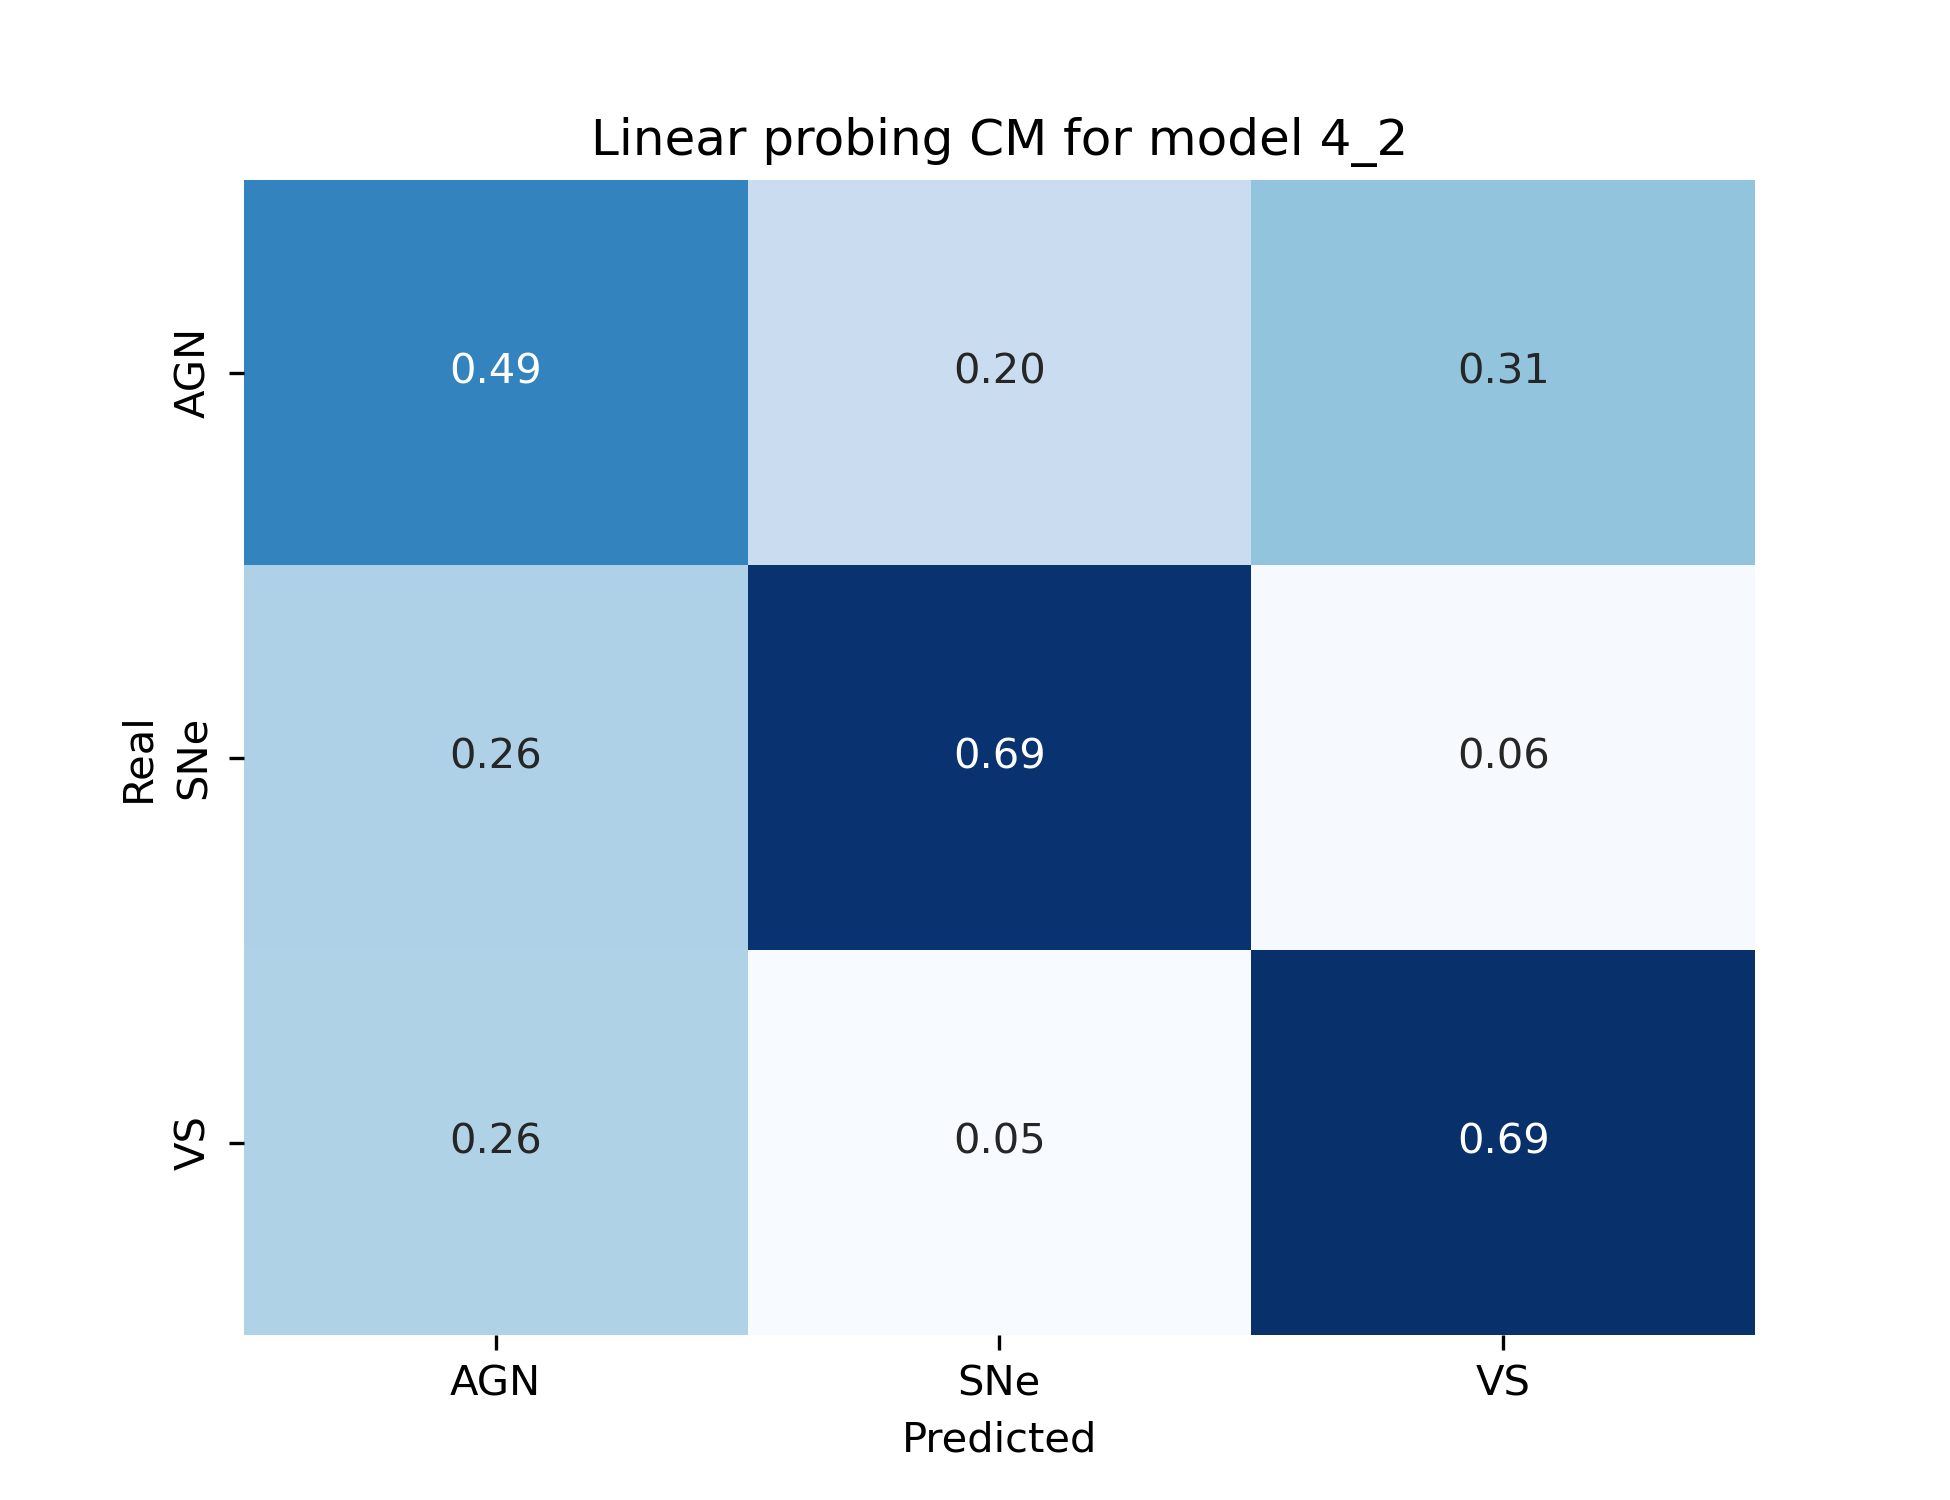 Linear probing CM for model 4_2
AGN
0.49 0.20 0.31
Real
SNe
0.26 0.69 0.06
VS
0.26 0.05 0.69
AGN SNe VS
Predicted